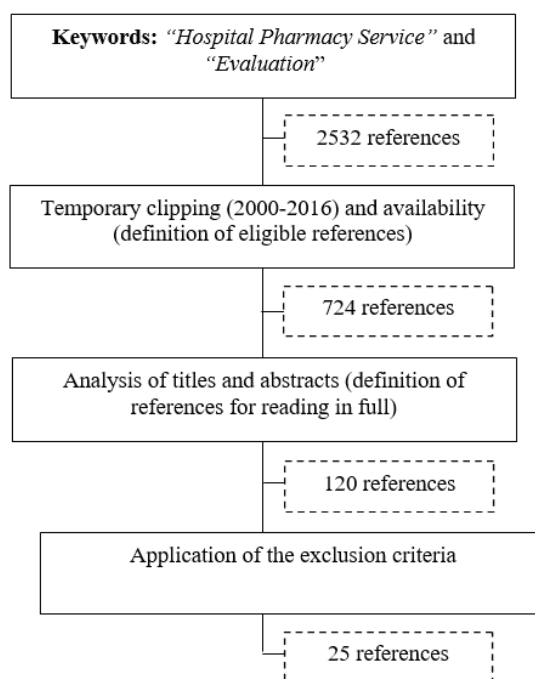 Keywords: “Hospital Pharmacy Service” and
“Evaluation”
2532 references
Temporary clipping (2000-2016) and availability
(definition of eligible references)
724 references
Analysis of titles and abstracts (definition of
references for reading in full)
120 references
Application of the exclusion criteria
25 references